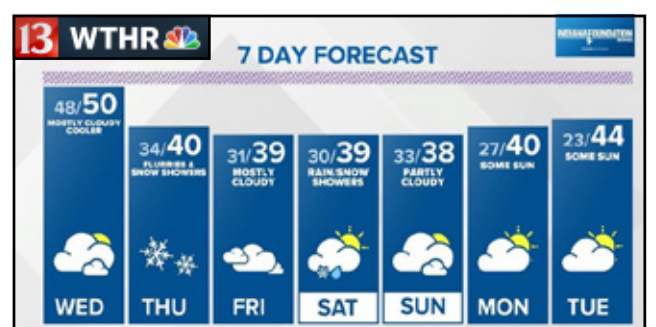 13 WTHR
INDIANA FOUNDATION
7 DAY FORECAST
48/50
MOSTLY CLOUDY
COOLER
WED
34/40
FLURRIES &
SNOW SHOWERS
THU
31/39
MOSTLY
CLOUDY
FRI
30/39
RAIN/SNOW
SHOWERS
SAT
33/38
PARTLY
CLOUDY
SUN
27/40
SOME SUN
MON
23/44
SOME SUN
TUE